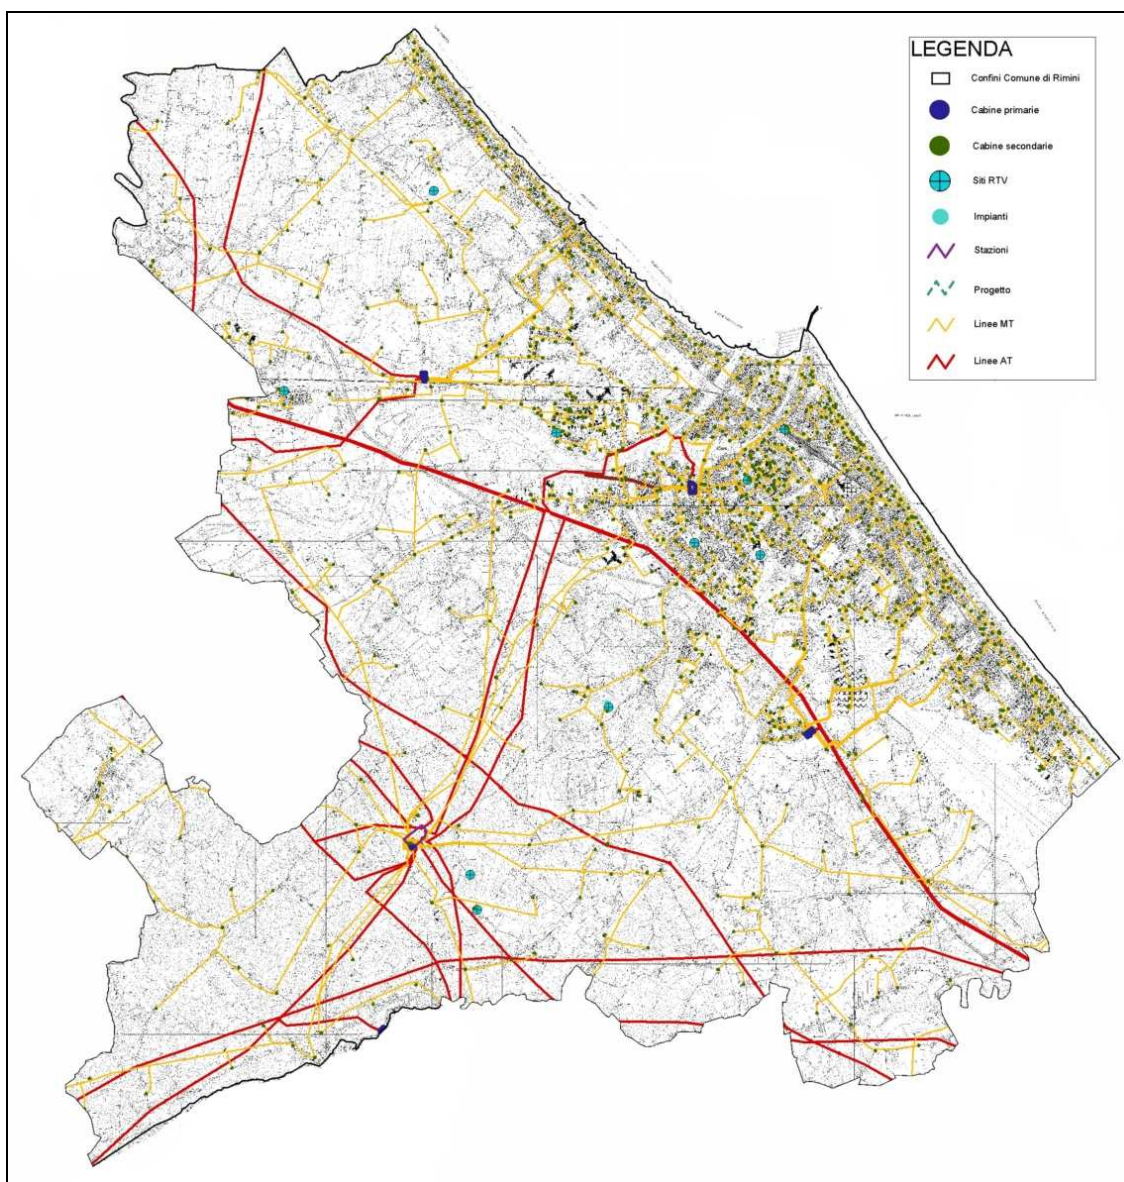 LEGENDA
Confini Comune di Rimini
Cabine primarie
Cabine secondarie
Siti RTV
Impianti
Stazioni
Progetto
Linee MT
Linee AT